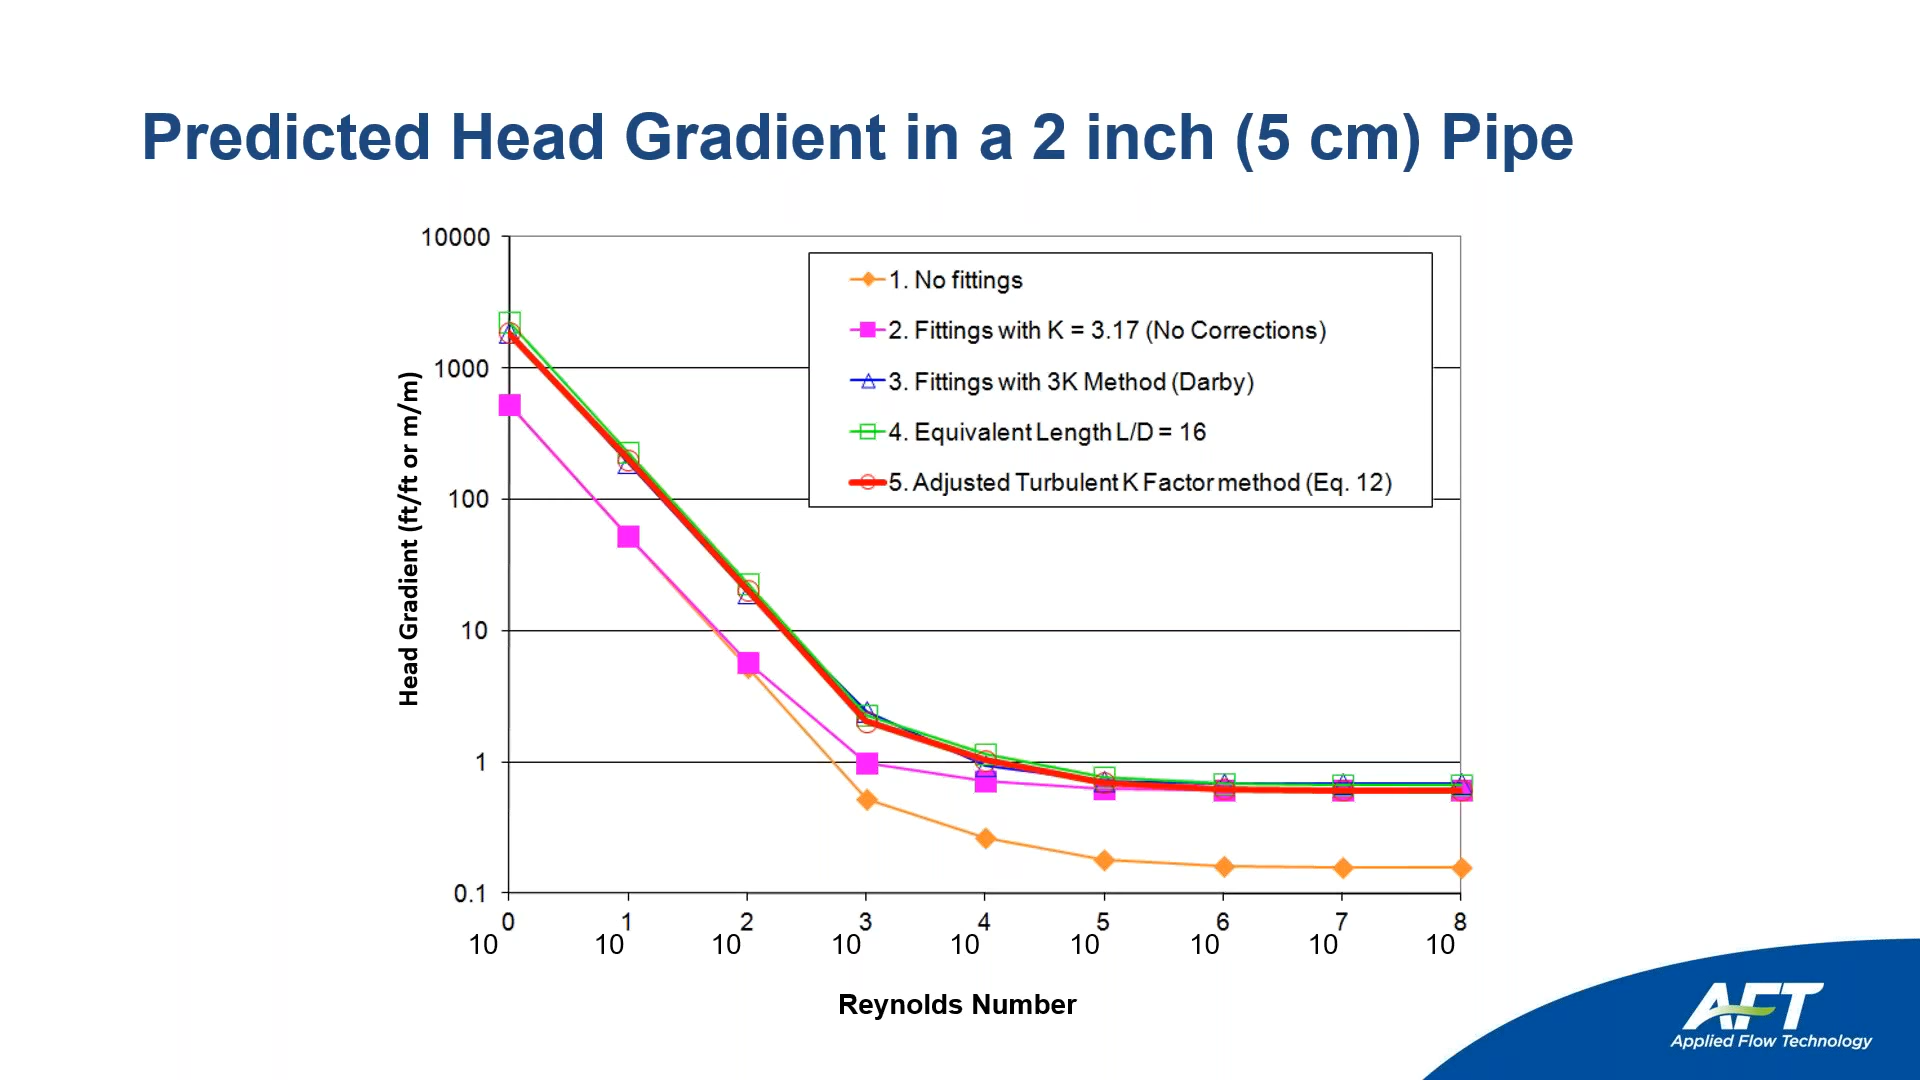 Predicted Head Gradient in a 2 inch (5 cm) Pipe
Head Gradient (ft/ft or m/m)
10000
1000
100
10
1
0.1
1. No fittings
2. Fittings with K = 3.17 (No Corrections)
3. Fittings with 3K Method (Darby)
4. Equivalent Length L/D = 16
5. Adjusted Turbulent K Factor method (Eq. 12)
0 1 2 3 4 5 6 7 8
10 10 10 10 10 10 10 10 10
Reynolds Number
AFT
Applied Flow Technology